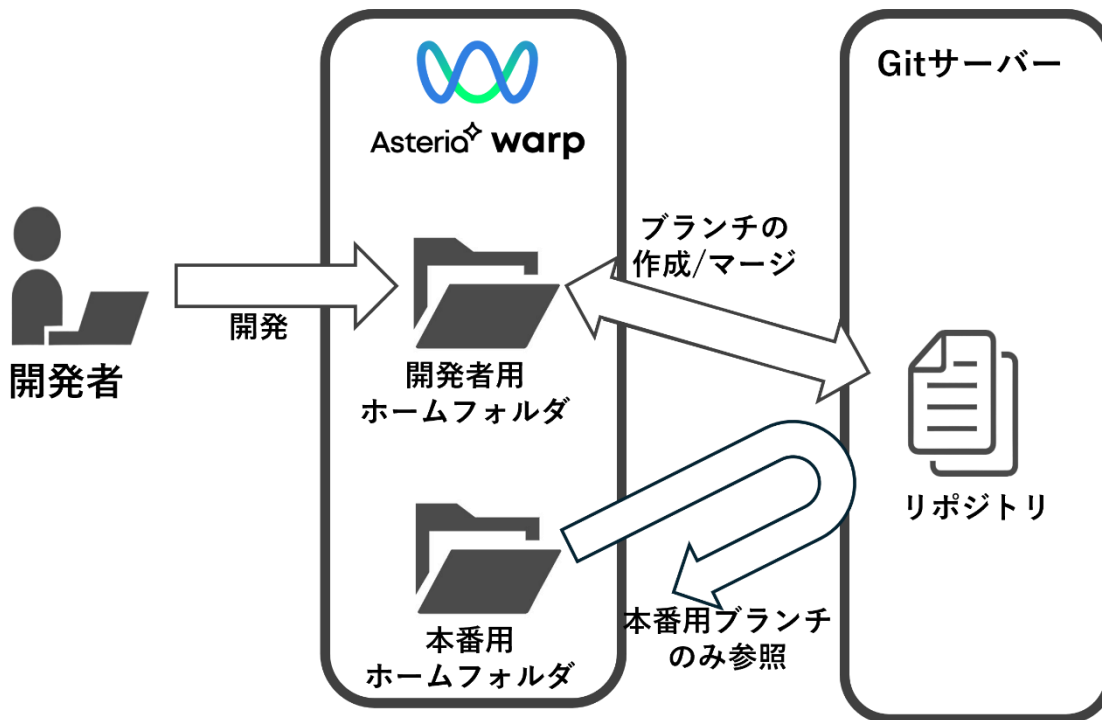 Asteria warp
Gitサーバー
開発者
開発
開発者用
ホームフォルダ
ブランチの
作成/マージ
リポジトリ
本番用
ホームフォルダ
本番用ブランチ
のみ参照